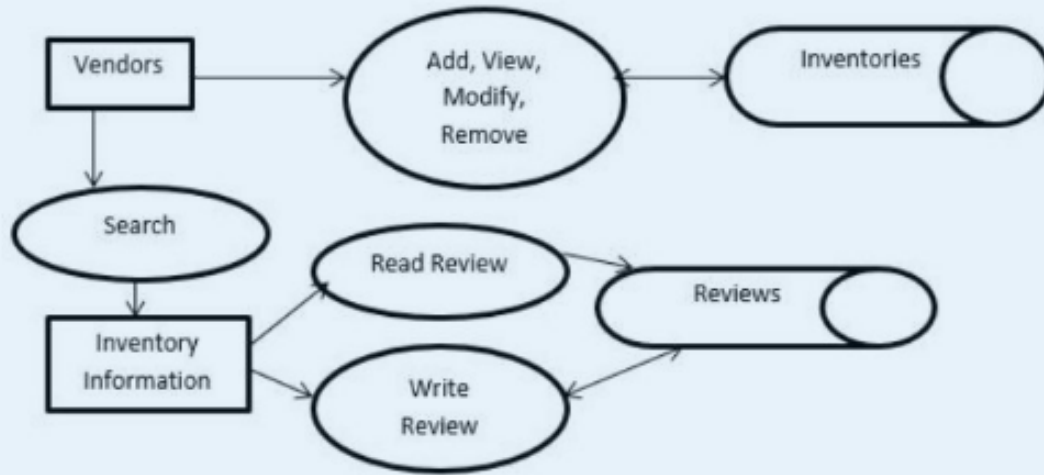 Vendors
Add, View,
Modify,
Remove
Inventories
Search
Read Review
Reviews
Inventory
Information
Write
Review